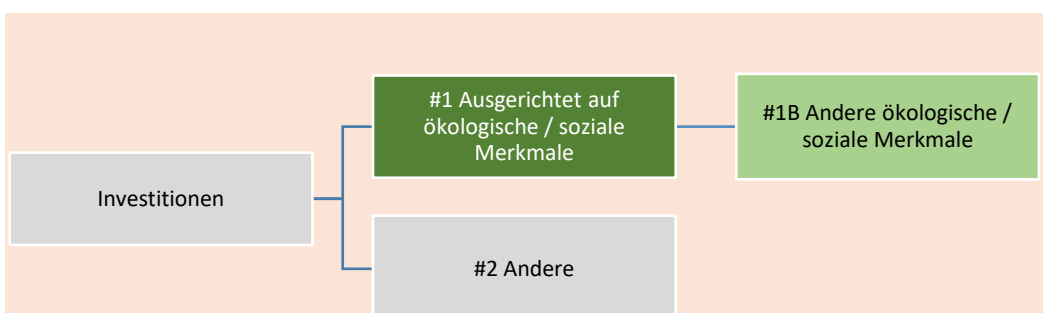 #1 Ausgerichtet auf
ökologische / soziale
Merkmale
#1B Andere ökologische /
soziale Merkmale
Investitionen
#2 Andere